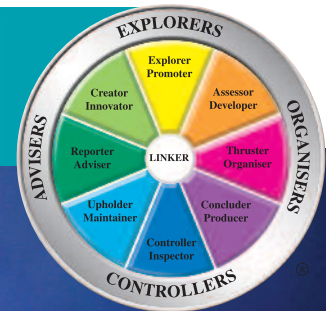 EXPLORERS
Explorer
Promoter
Creator
Innovator
Assessor
Developer
ADVISERS
Reporter
Adviser
LINKER
Thruster
Organiser
ORGANISERS
Upholder
Maintainer
Concluder
Producer
Controller
Inspector
CONTROLLERS
®